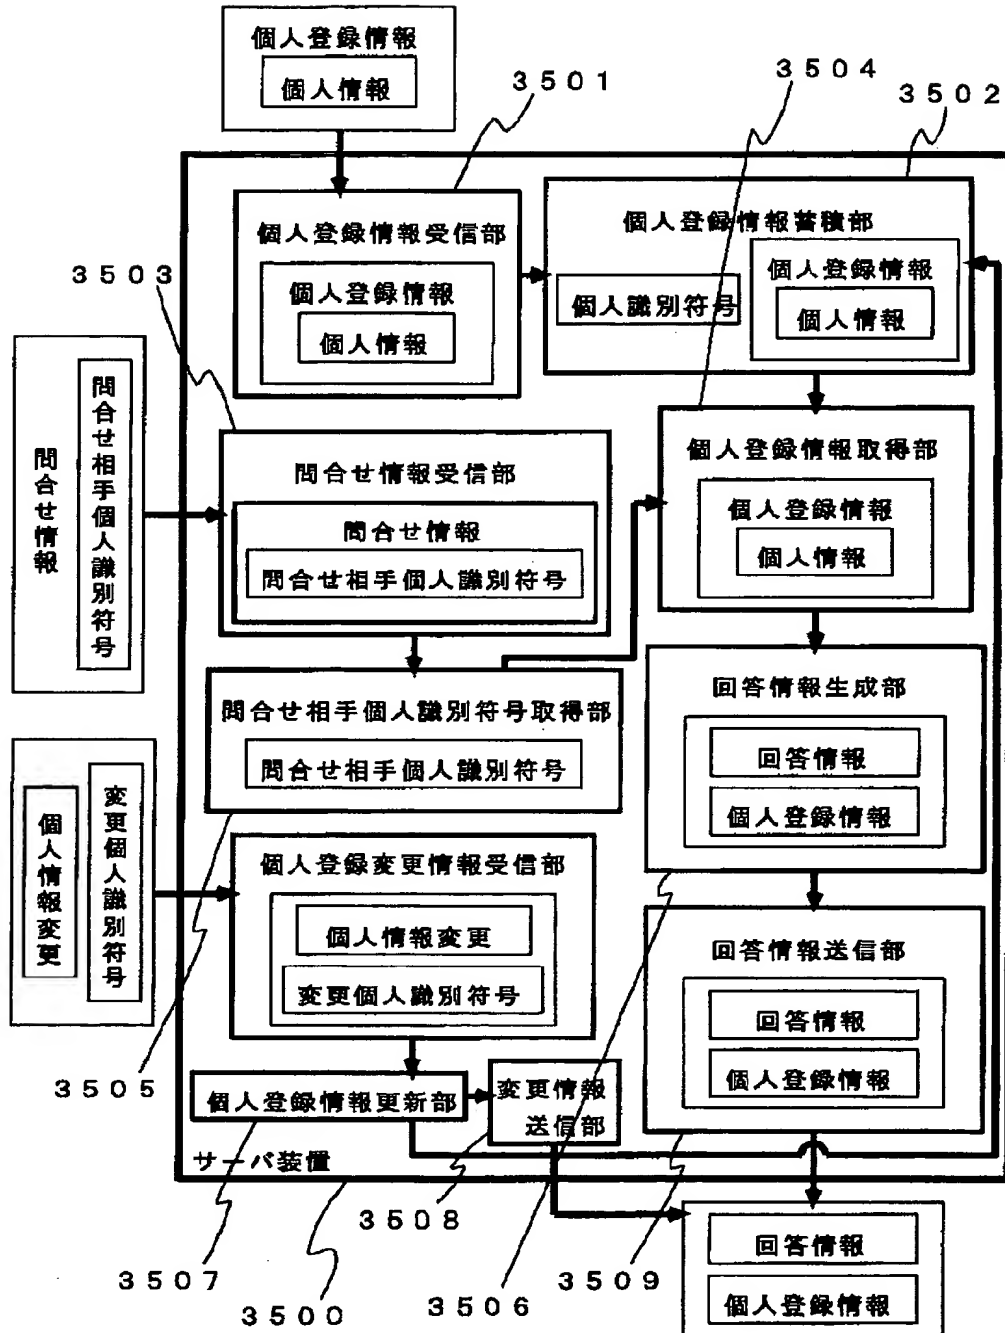 個人登録情報
個人情報
3501
3504
3502
個人登録情報受信部
個人登録情報
個人情報
個人登録情報蓄積部
個人識別符号
個人登録情報
個人情報
3503
問合せ情報
問合せ相手個人識別符号
問合せ情報受信部
問合せ情報
問合せ相手個人識別符号
個人登録情報取得部
個人登録情報
個人情報
問合せ相手個人識別符号取得部
問合せ相手個人識別符号
回答情報生成部
回答情報
個人登録情報
個人情報変更
変更個人識別符号
個人登録変更情報受信部
個人情報変更
変更個人識別符号
回答情報送信部
回答情報
個人登録情報
3505
個人登録情報更新部
変更情報
送信部
サーバ装置
3508
3507
3500
3506
3509
回答情報
個人登録情報